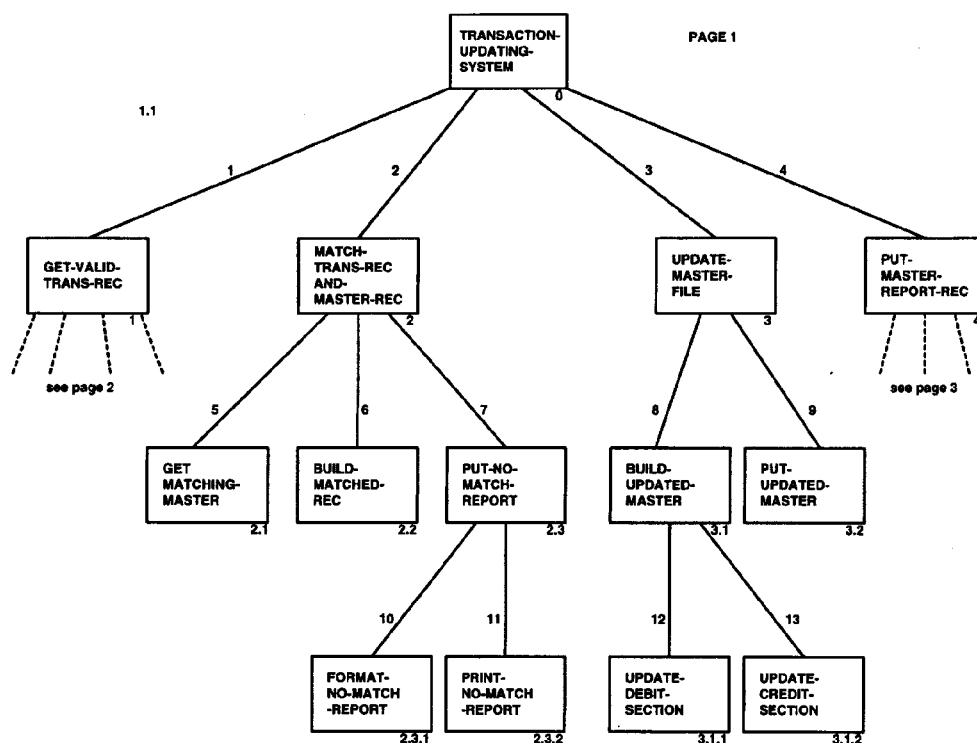 TRANSACTION-
UPDATING-
SYSTEM
PAGE 1
0
1.1
1
2
3
4
GET-VALID-
TRANS-REC
1
MATCH-
TRANS-REC
AND-
MASTER-REC
2
UPDATE-
MASTER-
FILE
3
PUT-
MASTER-
REPORT-REC
4
see page 2
see page 3
5
6
7
8
9
GET
MATCHING-
MASTER
2.1
BUILD-
MATCHED-
REC
2.2
PUT-NO-
MATCH-
REPORT
2.3
BUILD-
UPDATED-
MASTER
3.1
PUT-
UPDATED-
MASTER
3.2
10
11
12
13
FORMAT-
NO-MATCH
-REPORT
2.3.1
PRINT-
NO-MATCH
-REPORT
2.3.2
UPDATE-
DEBIT-
SECTION
3.1.1
UPDATE-
CREDIT-
SECTION
3.1.2